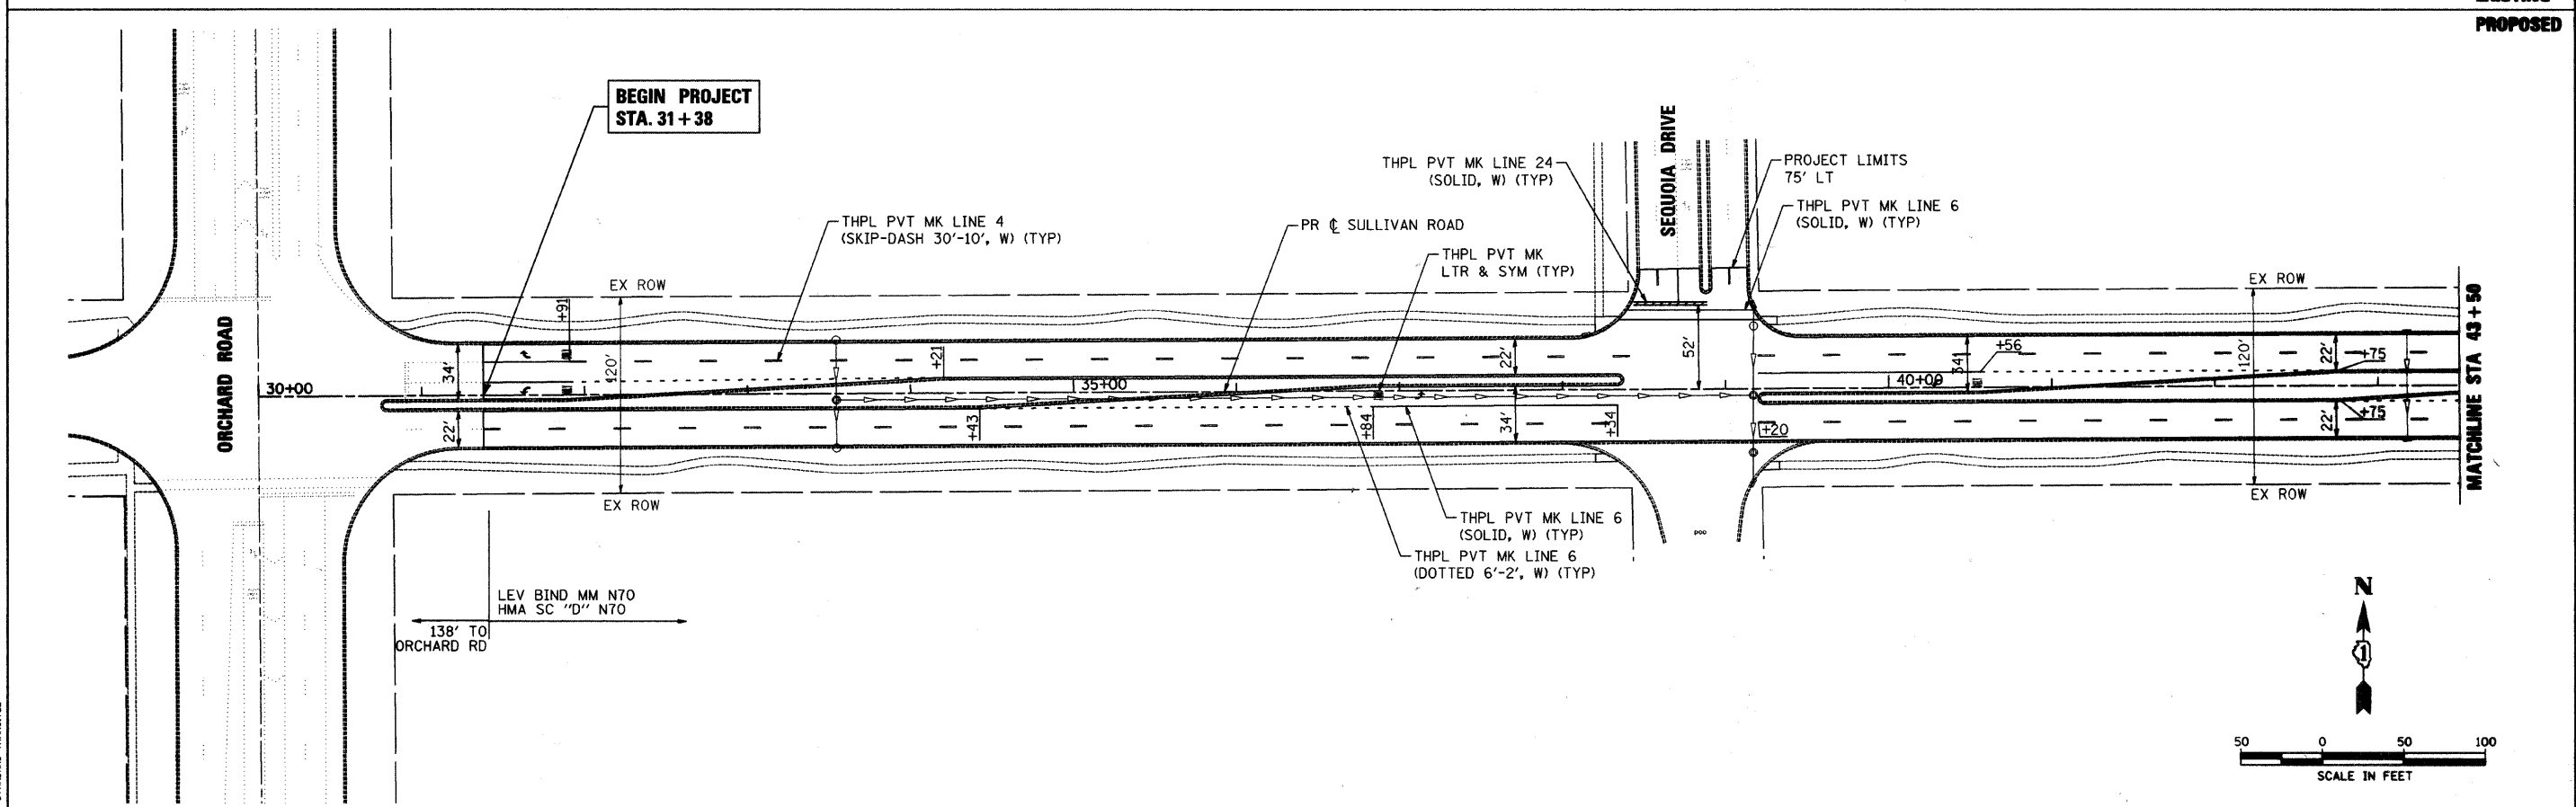 PROPOSED
BEGIN PROJECT
STA. 31+38
THPL PVT MK LINE 4
(SKIP-DASH 30'-10', W) (TYP)
PR ℄ SULLIVAN ROAD
THPL PVT MK
LTR & SYM (TYP)
THPL PVT MK LINE 24
(SOLID, W) (TYP)
SEQUOIA DRIVE
PROJECT LIMITS
75' LT
THPL PVT MK LINE 6
(SOLID, W) (TYP)
EX ROW
EX ROW
ORCHARD ROAD
30+00
34'
22'
+91
120'
+21
35+00
+43
+84
22'
34'
+34
52'
+20
34'
+56
40+00
120'
22'
22'
+75
+75
MATCHLINE STA 43+50
EX ROW
EX ROW
THPL PVT MK LINE 6
(SOLID, W) (TYP)
THPL PVT MK LINE 6
(DOTTED 6'-2', W) (TYP)
LEV BIND MM N70
HMA SC "D" N70
138' TO
ORCHARD RD
N
1
50 0 50 100
SCALE IN FEET